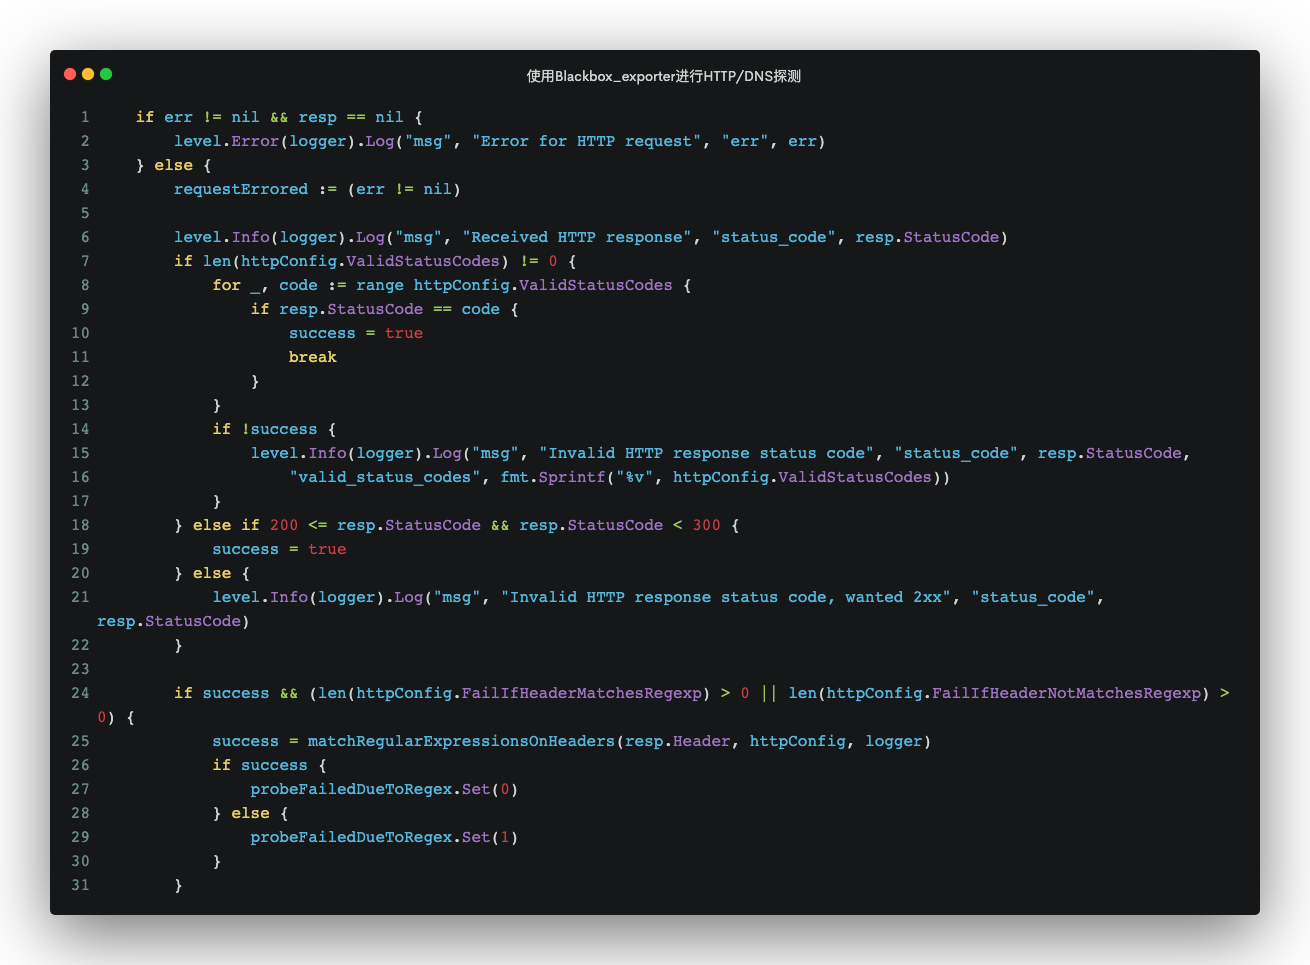 使用Blackbox_exporter进行HTTP/DNS探测
1    if err != nil && resp == nil {
2        level.Error(logger).Log("msg", "Error for HTTP request", "err", err)
3    } else {
4        requestErrored := (err != nil)
5
6        level.Info(logger).Log("msg", "Received HTTP response", "status_code", resp.StatusCode)
7        if len(httpConfig.ValidStatusCodes) != 0 {
8            for _, code := range httpConfig.ValidStatusCodes {
9                if resp.StatusCode == code {
10                    success = true
11                    break
12                }
13            }
14            if !success {
15                level.Info(logger).Log("msg", "Invalid HTTP response status code", "status_code", resp.StatusCode,
16                    "valid_status_codes", fmt.Sprintf("%v", httpConfig.ValidStatusCodes))
17            }
18        } else if 200 <= resp.StatusCode && resp.StatusCode < 300 {
19            success = true
20        } else {
21            level.Info(logger).Log("msg", "Invalid HTTP response status code, wanted 2xx", "status_code",
resp.StatusCode)
22        }
23
24        if success && (len(httpConfig.FailIfHeaderMatchesRegexp) > 0 || len(httpConfig.FailIfHeaderNotMatchesRegexp) >
0) {
25            success = matchRegularExpressionsOnHeaders(resp.Header, httpConfig, logger)
26            if success {
27                probeFailedDueToRegex.Set(0)
28            } else {
29                probeFailedDueToRegex.Set(1)
30            }
31        }